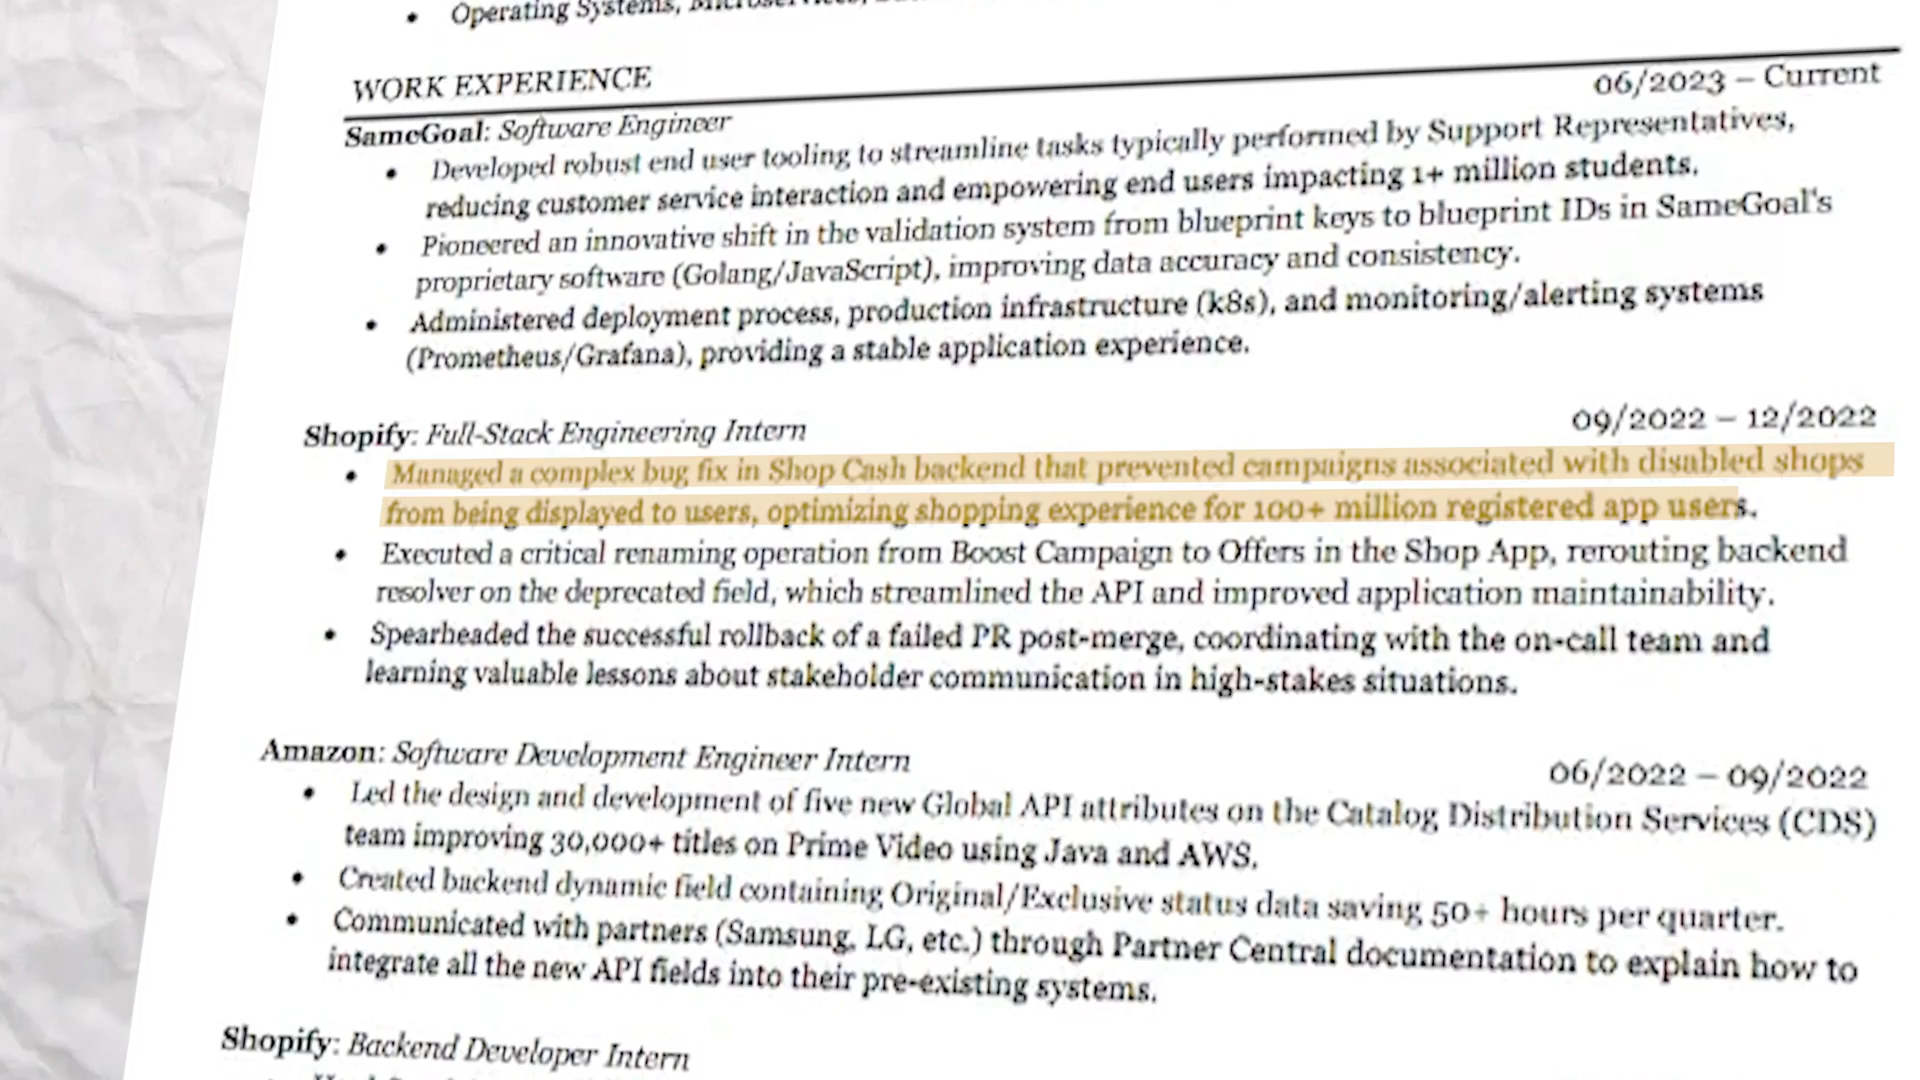 Operating Systems,
WORK EXPERIENCE
SameGoal: Software Engineer 06/2023 – Current
• Developed robust end user tooling to streamline tasks typically performed by Support Representatives,
reducing customer service interaction and empowering end users impacting 1+ million students.
• Pioneered an innovative shift in the validation system from blueprint keys to blueprint IDs in SameGoal's
proprietary software (Golang/JavaScript), improving data accuracy and consistency.
• Administered deployment process, production infrastructure (k8s), and monitoring/alerting systems
(Prometheus/Grafana), providing a stable application experience.
Shopify: Full-Stack Engineering Intern 09/2022 – 12/2022
• Managed a complex bug fix in Shop Cash backend that prevented campaigns associated with disabled shops
from being displayed to users, optimizing shopping experience for 100+ million registered app users.
• Executed a critical renaming operation from Boost Campaign to Offers in the Shop App, rerouting backend
resolver on the deprecated field, which streamlined the API and improved application maintainability.
• Spearheaded the successful rollback of a failed PR post-merge, coordinating with the on-call team and
learning valuable lessons about stakeholder communication in high-stakes situations.
Amazon: Software Development Engineer Intern 06/2022 – 09/2022
• Led the design and development of five new Global API attributes on the Catalog Distribution Services (CDS)
team improving 30,000+ titles on Prime Video using Java and AWS.
• Created backend dynamic field containing Original/Exclusive status data saving 50+ hours per quarter.
• Communicated with partners (Samsung, LG, etc.) through Partner Central documentation to explain how to
integrate all the new API fields into their pre-existing systems.
Shopify: Backend Developer Intern